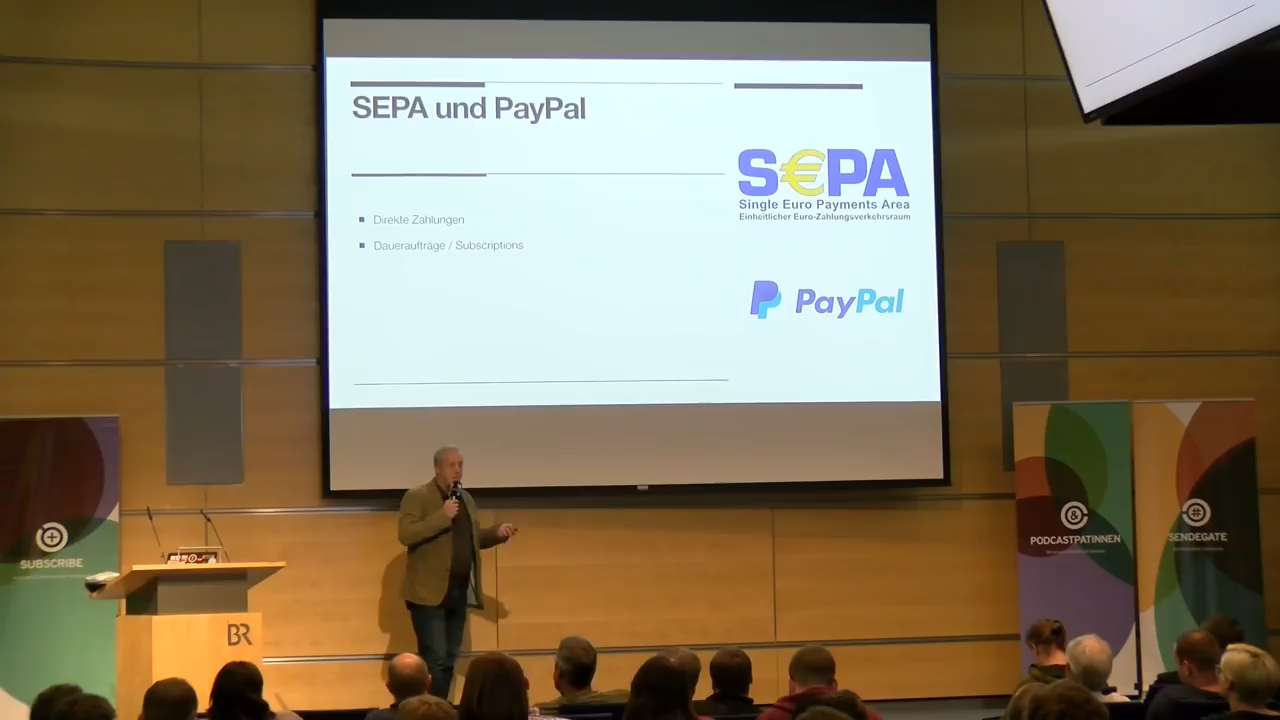 SEPA und PayPal
Direkte Zahlungen
Daueraufträge / Subscriptions
S€PA
Single Euro Payments Area
Einheitlicher Euro-Zahlungsverkehrsraum
PayPal
SUBSCRIBE
BR
PODCASTPATINNEN
SENDEGATE